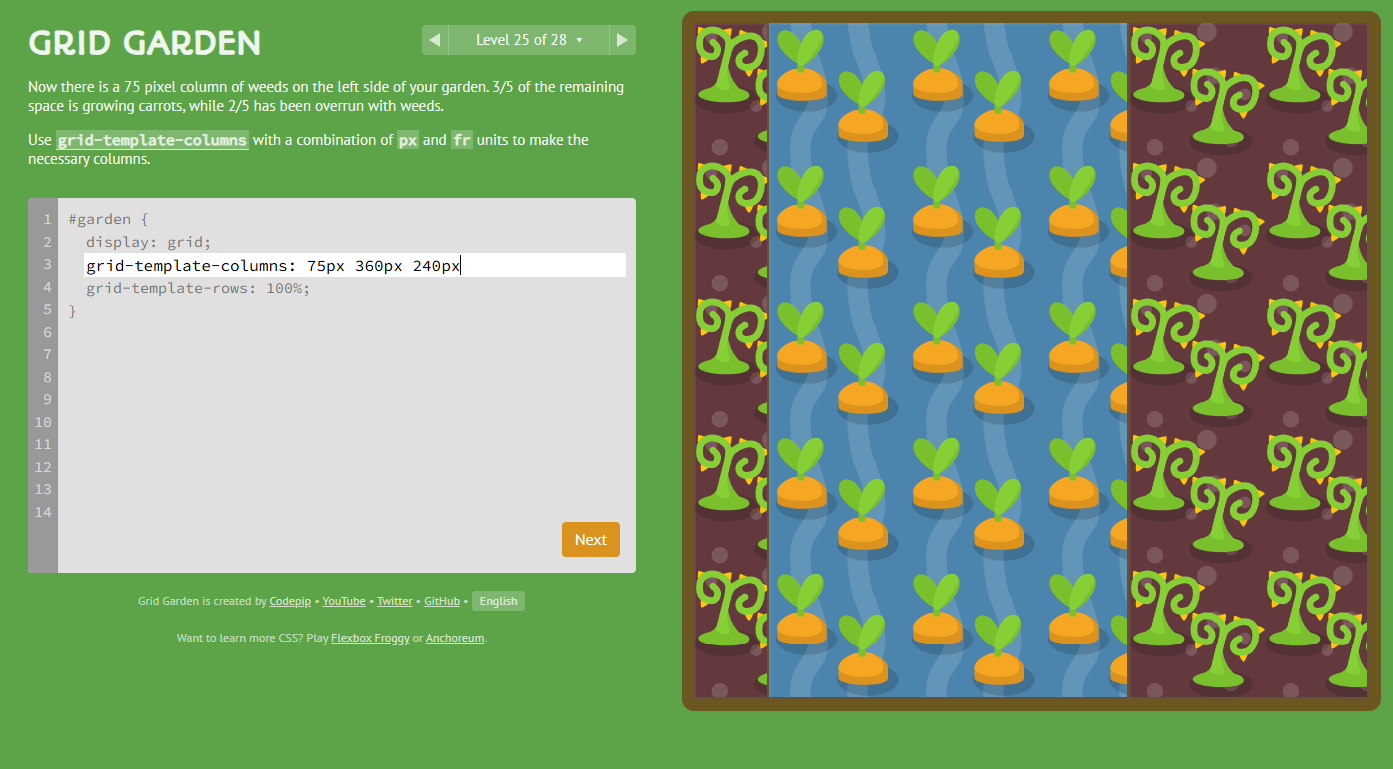 GRID GARDEN
◀ Level 25 of 28 ▾ ▶
Now there is a 75 pixel column of weeds on the left side of your garden. 3/5 of the remaining
space is growing carrots, while 2/5 has been overrun with weeds.
Use grid-template-columns with a combination of px and fr units to make the
necessary columns.
1 #garden {
2 display: grid;
3 grid-template-columns: 75px 360px 240px
4 grid-template-rows: 100%;
5 }
6
7
8
9
10
11
12
13
14
Next
Grid Garden is created by Codepip • YouTube • Twitter • GitHub • English
Want to learn more CSS? Play Flexbox Froggy or Anchoreum.